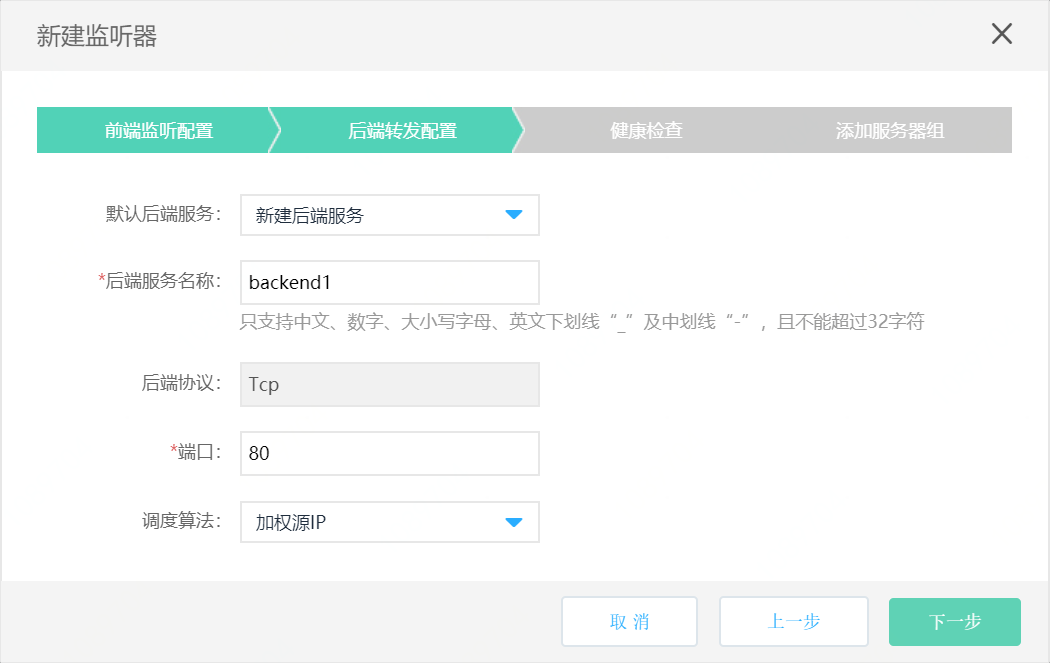 新建监听器
前端监听配置 后端转发配置 健康检查 添加服务器组
默认后端服务： 新建后端服务
*后端服务名称： backend1
只支持中文、数字、大小写字母、英文下划线“_”及中划线“-”，且不能超过32字符
后端协议： Tcp
*端口： 80
调度算法： 加权源IP
取 消 上一步 下一步